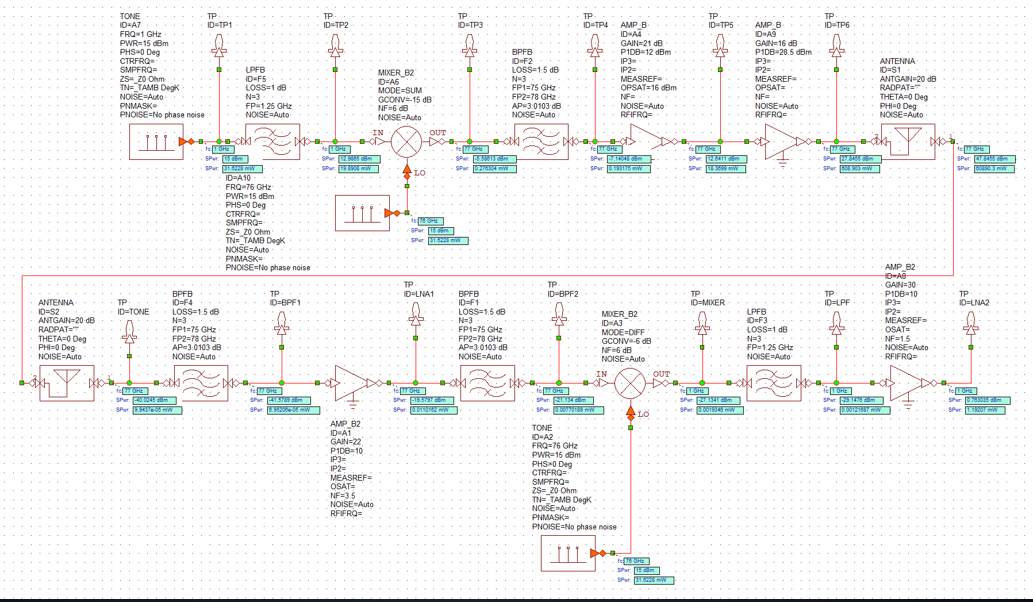 TONE
ID=A7
FRQ=1 GHz
PWR=15 dBm
PHS=0 Deg
CTRFRQ=
SMPFRQ=
ZS=_Z0 Ohm
TN=_TAMB DegK
NOISE=Auto
PNMASK=
PNOISE=No phase noise
TP
ID=TP1
LPFB
ID=F5
LOSS=1 dB
N=3
FP=1.25 GHz
TP
ID=TP2
MIXER_B2
ID=A6
MODE=SUM
GCONV=-15 dB
NF=6 dB
NOISE=Auto
IN
OUT
LO
TP
ID=TP3
BPFB
ID=F2
LOSS=1.5 dB
N=3
FP1=75 GHz
FP2=78 GHz
AP=3.0103 dB
NOISE=Auto
TP
ID=TP4
AMP_B
ID=A4
GAIN=21 dB
P1DB=12 dBm
IP3=
IP2=
MEASREF=
OPSAT=16 dBm
NF=
NOISE=Auto
RFIFRQ=
TP
ID=TP5
AMP_B
ID=A9
GAIN=16 dB
P1DB=28.5 dBm
IP3=
IP2=
MEASREF=
OPSAT=
NF=
NOISE=Auto
RFIFRQ=
TP
ID=TP6
ANTENNA
ID=S1
ANTGAIN=20 dB
RADPAT=""
THETA=0 Deg
PHI=0 Deg
NOISE=Auto
2
1
fc: 1 GHz
SPwr: 15 dBm
SPwr: 31.6228 mW
fc: 1 GHz
SPwr: 12.9865 dBm
SPwr: 19.8908 mW
fc: 77 GHz
SPwr: -5.58613 dBm
SPwr: 0.276304 mW
fc: 77 GHz
SPwr: -7.14048 dBm
SPwr: 0.193175 mW
fc: 77 GHz
SPwr: 12.6411 dBm
SPwr: 18.3699 mW
fc: 77 GHz
SPwr: 27.8455 dBm
SPwr: 608.903 mW
fc: 77 GHz
SPwr: 47.8455 dBm
SPwr: 60890.3 mW
ID=A10
FRQ=76 GHz
PWR=15 dBm
PHS=0 Deg
CTRFRQ=
SMPFRQ=
ZS=_Z0 Ohm
TN=_TAMB DegK
NOISE=Auto
PNMASK=
PNOISE=No phase noise
fc: 76 GHz
SPwr: 15 dBm
SPwr: 31.6228 mW
ANTENNA
ID=S2
ANTGAIN=20 dB
RADPAT=""
THETA=0 Deg
PHI=0 Deg
NOISE=Auto
2
1
TP
ID=TONE
BPFB
ID=F4
LOSS=1.5 dB
N=3
FP1=75 GHz
FP2=78 GHz
AP=3.0103 dB
NOISE=Auto
TP
ID=BPF1
TP
ID=LNA1
BPFB
ID=F1
LOSS=1.5 dB
N=3
FP1=75 GHz
FP2=78 GHz
AP=3.0103 dB
NOISE=Auto
TP
ID=BPF2
MIXER_B2
ID=A3
MODE=DIFF
GCONV=-6 dB
NF=6 dB
NOISE=Auto
IN
OUT
LO
TP
ID=MIXER
LPFB
ID=F3
LOSS=1 dB
N=3
FP=1.25 GHz
NOISE=Auto
TP
ID=LPF
AMP_B2
ID=A8
GAIN=30
P1DB=10
IP3=
IP2=
MEASREF=
OSAT=
NF=1.5
NOISE=Auto
RFIFRQ=
TP
ID=LNA2
fc: 77 GHz
SPwr: -40.0245 dBm
SPwr: 9.9437e-05 mW
fc: 77 GHz
SPwr: -41.5789 dBm
SPwr: 6.95206e-05 mW
fc: 77 GHz
SPwr: -19.5797 dBm
SPwr: 0.0110162 mW
fc: 77 GHz
SPwr: -21.134 dBm
SPwr: 0.00770189 mW
fc: 1 GHz
SPwr: -27.1341 dBm
SPwr: 0.0019346 mW
fc: 1 GHz
SPwr: -29.1476 dBm
SPwr: 0.00121687 mW
fc: 1 GHz
SPwr: 0.763035 dBm
SPwr: 1.19207 mW
AMP_B2
ID=A1
GAIN=22
P1DB=10
IP3=
IP2=
MEASREF=
OSAT=
NF=3.5
NOISE=Auto
RFIFRQ=
TONE
ID=A2
FRQ=76 GHz
PWR=15 dBm
PHS=0 Deg
CTRFRQ=
SMPFRQ=
ZS=_Z0 Ohm
TN=_TAMB DegK
NOISE=Auto
PNMASK=
PNOISE=No phase noise
fc: 76 GHz
SPwr: 15 dBm
SPwr: 31.6228 mW